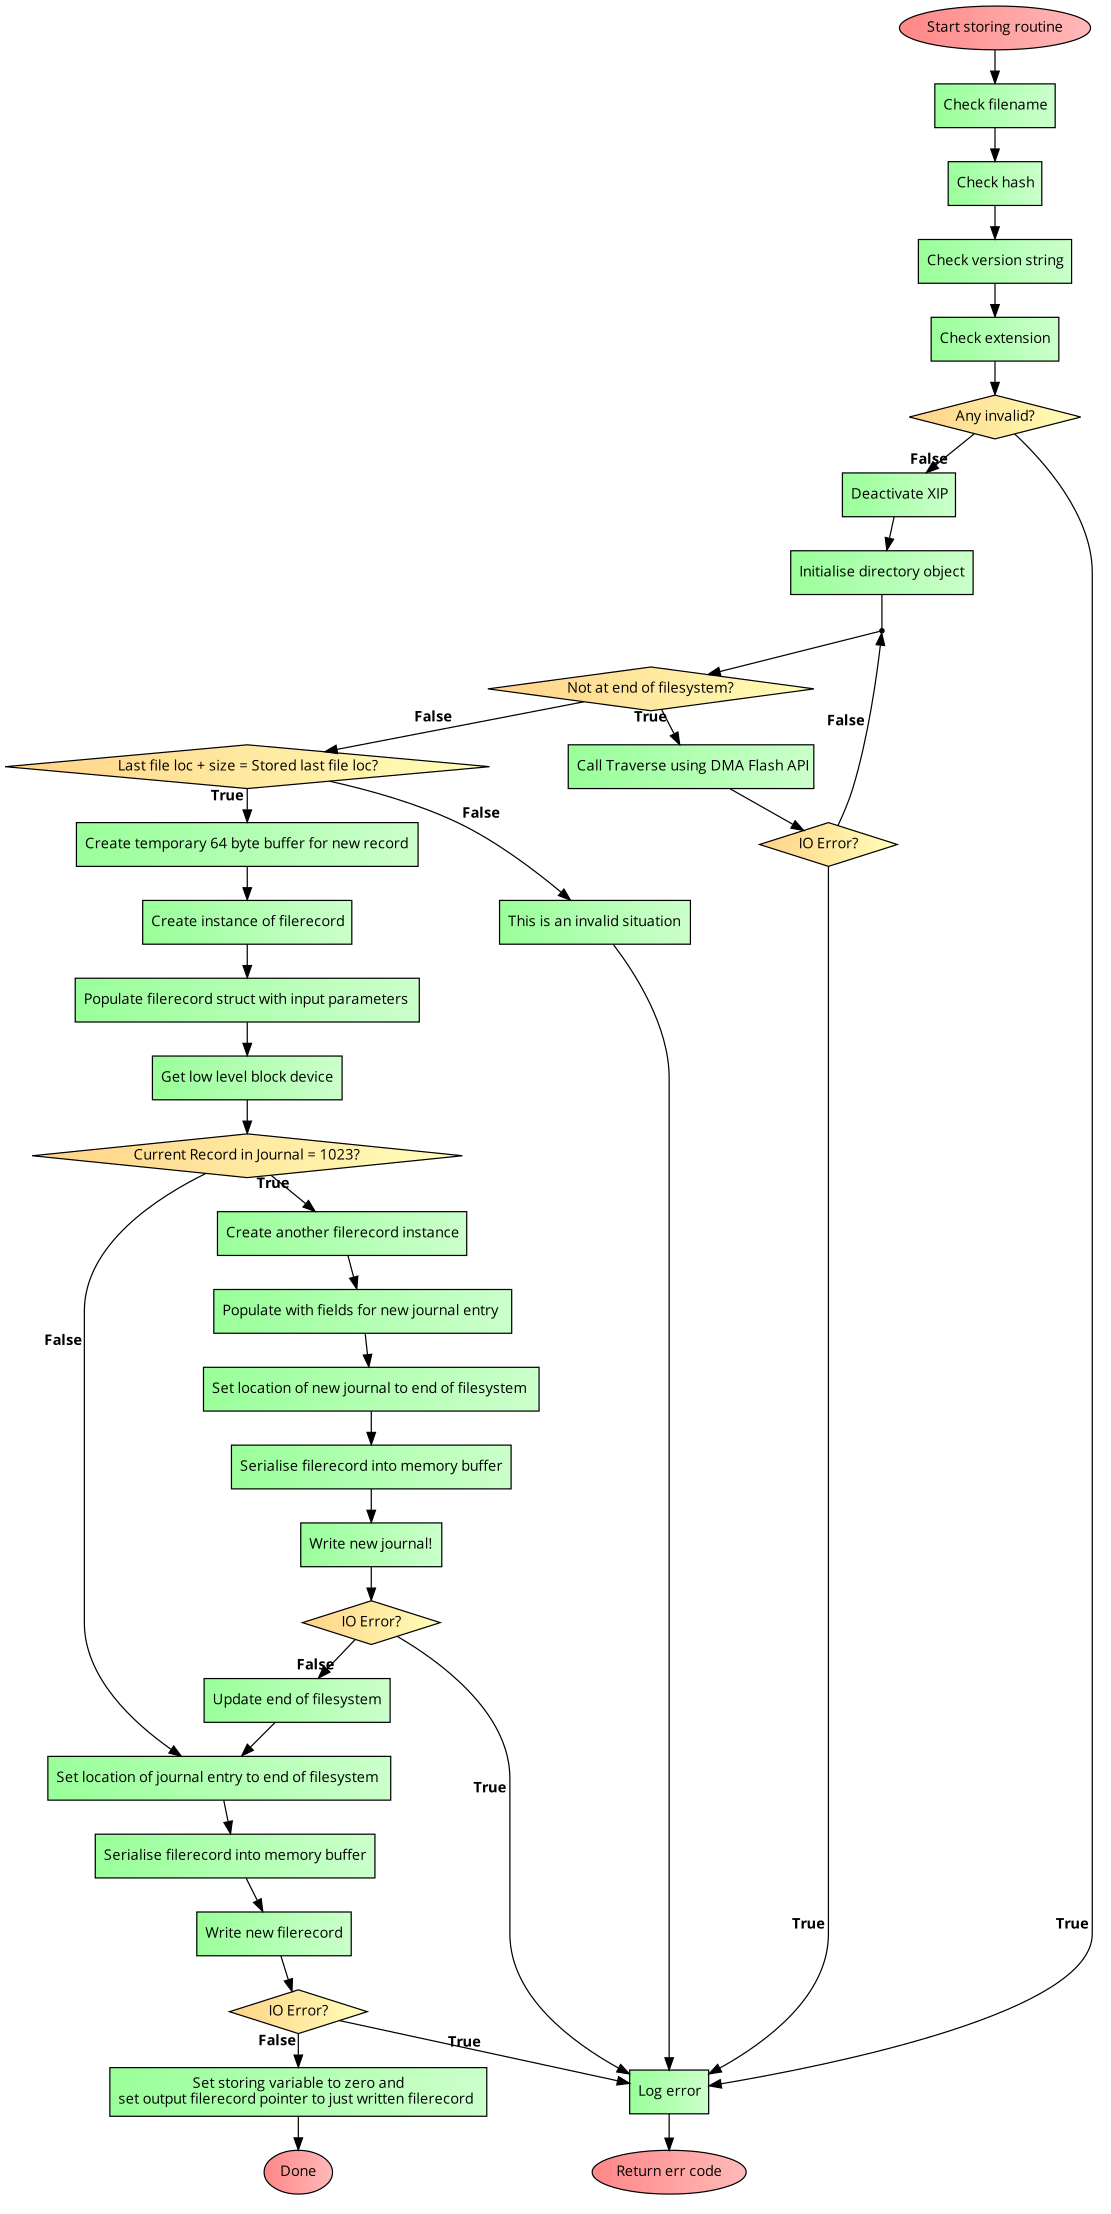 Start storing routine
Check filename
Check hash
Check version string
Check extension
Any invalid?
False
Deactivate XIP
Initialise directory object
Not at end of filesystem?
False
True
False
Last file loc + size = Stored last file loc?
Call Traverse using DMA Flash API
True
False
Create temporary 64 byte buffer for new record
IO Error?
Create instance of filerecord
This is an invalid situation
Populate filerecord struct with input parameters
Get low level block device
Current Record in Journal = 1023?
True
Create another filerecord instance
Populate with fields for new journal entry
False
Set location of new journal to end of filesystem
Serialise filerecord into memory buffer
Write new journal!
IO Error?
False
Update end of filesystem
Set location of journal entry to end of filesystem
True
Serialise filerecord into memory buffer
Write new filerecord
True
True
IO Error?
False
True
Set storing variable to zero and
set output filerecord pointer to just written filerecord
Log error
Done
Return err code